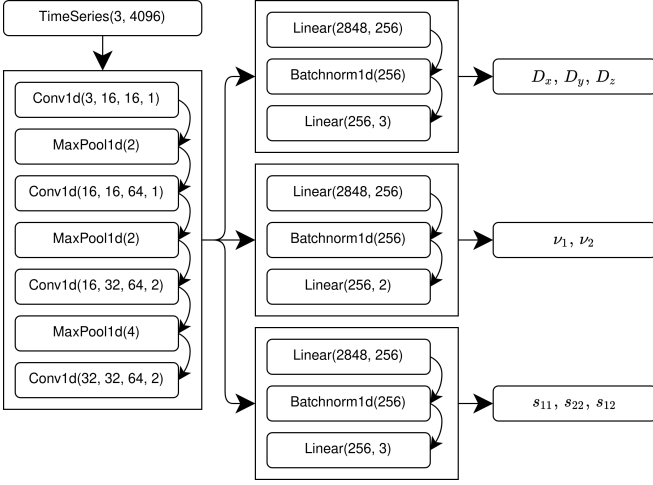 TimeSeries(3, 4096)
Conv1d(3, 16, 16, 1)
MaxPool1d(2)
Conv1d(16, 16, 64, 1)
MaxPool1d(2)
Conv1d(16, 32, 64, 2)
MaxPool1d(4)
Conv1d(32, 32, 64, 2)
Linear(2848, 256)
Batchnorm1d(256)
Linear(256, 3)
D_x, D_y, D_z
Linear(2848, 256)
Batchnorm1d(256)
Linear(256, 2)
ν_1, ν_2
Linear(2848, 256)
Batchnorm1d(256)
Linear(256, 3)
s_11, s_22, s_12